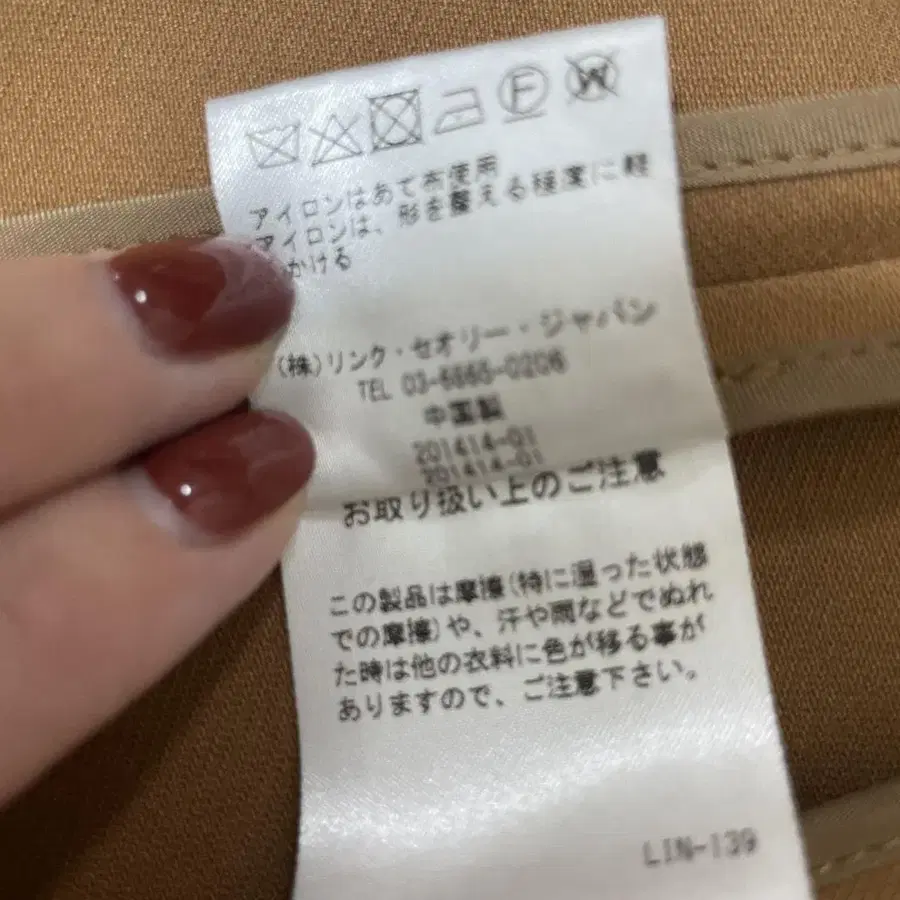 F W
アイロンはあて布使用
アイロンは、形を整える程度に軽
かける
(株)リンク・セオリー・ジャパン
TEL 03-6865-0206
中国製
201414-01
201414-01
お取り扱い上のご注意
この製品は摩擦(特に湿った状態
での摩擦)や、汗や雨などでぬれ
た時は他の衣料に色が移る事が
ありますので、ご注意下さい。
LIN-139